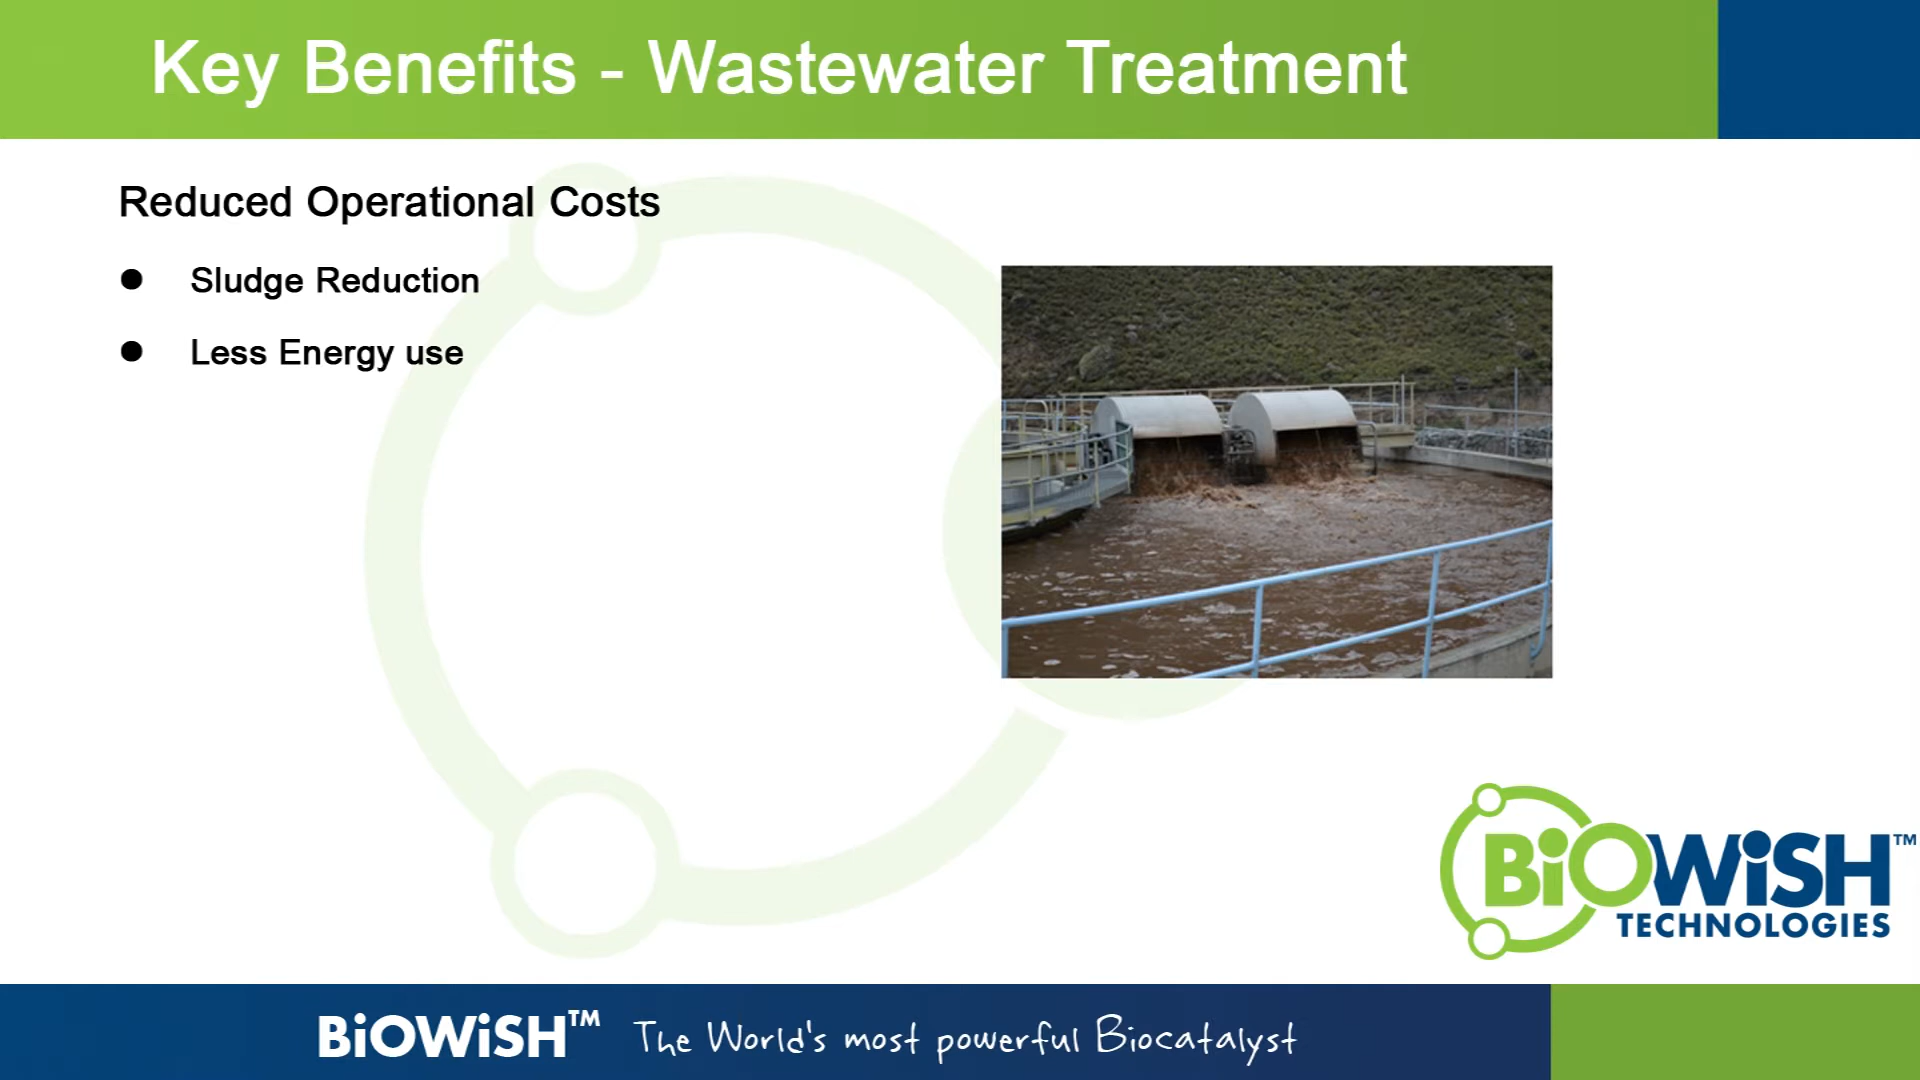 Key Benefits - Wastewater Treatment
Reduced Operational Costs
● Sludge Reduction
● Less Energy use
BiOWiSH™
TECHNOLOGIES
BiOWiSH™ The World's most powerful Biocatalyst